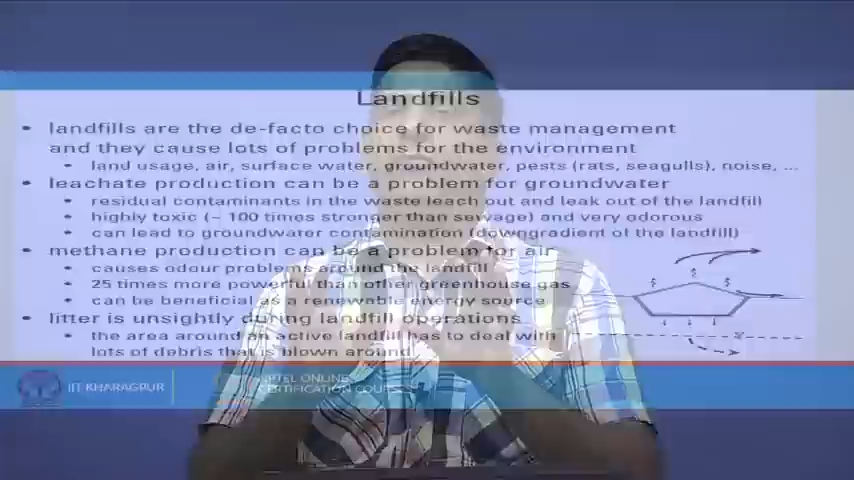 Landfills
• landfills are the de-facto choice for waste management
and they cause lots of problems for the environment
• land usage, air, surface water, groundwater, pests (rats, seagulls), noise, ...
• leachate production can be a problem for groundwater
• residual contaminants in the waste leach out and leak out of the landfill
• highly toxic (~ 100 times stronger than sewage) and very odorous
• can lead to groundwater contamination (downgradient of the landfill)
• methane production can be a problem for air
• causes odour problems around the landfill
• 25 times more powerful than other greenhouse gas
• can be beneficial as a renewable energy source
• litter is unsightly during landfill operations
• the area around an active landfill has to deal with
lots of debris that is blown around
IIT KHARAGPUR
NPTEL ONLINE
CERTIFICATION COURSES